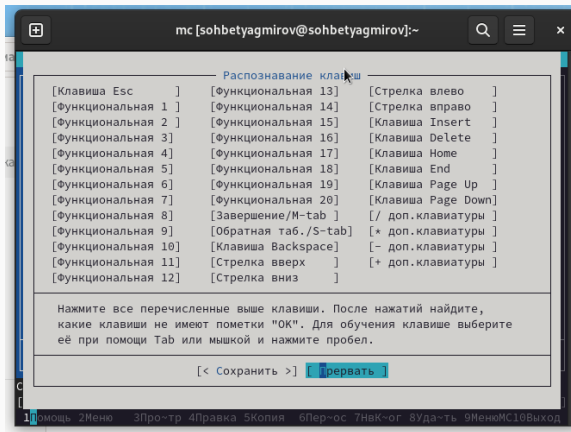 mc [sohbetyagmirov@sohbetyagmirov]:~
Распознавание клавиш
[Клавиша Esc ] [Функциональная 13] [Стрелка влево ]
[Функциональная 1 ] [Функциональная 14] [Стрелка вправо ]
[Функциональная 2 ] [Функциональная 15] [Клавиша Insert ]
[Функциональная 3] [Функциональная 16] [Клавиша Delete ]
[Функциональная 4] [Функциональная 17] [Клавиша Home ]
[Функциональная 5] [Функциональная 18] [Клавиша End ]
[Функциональная 6] [Функциональная 19] [Клавиша Page Up ]
[Функциональная 7] [Функциональная 20] [Клавиша Page Down]
[Функциональная 8] [Завершение/M-tab ] [/ доп.клавиатуры ]
[Функциональная 9] [Обратная таб./S-tab] [* доп.клавиатуры ]
[Функциональная 10] [Клавиша Backspace] [- доп.клавиатуры ]
[Функциональная 11] [Стрелка вверх ] [+ доп.клавиатуры ]
[Функциональная 12] [Стрелка вниз ]
Нажмите все перечисленные выше клавиши. После нажатий найдите,
какие клавиши не имеют пометки "OK". Для обучения клавише выберите
её при помощи Tab или мышкой и нажмите пробел.
[< Сохранить >] [ Прервать ]
1Помощь 2Меню 3Про~тр 4Правка 5Копия 6Пер~ос 7НвК~ог 8Уда~ть 9МенюMC10Выход